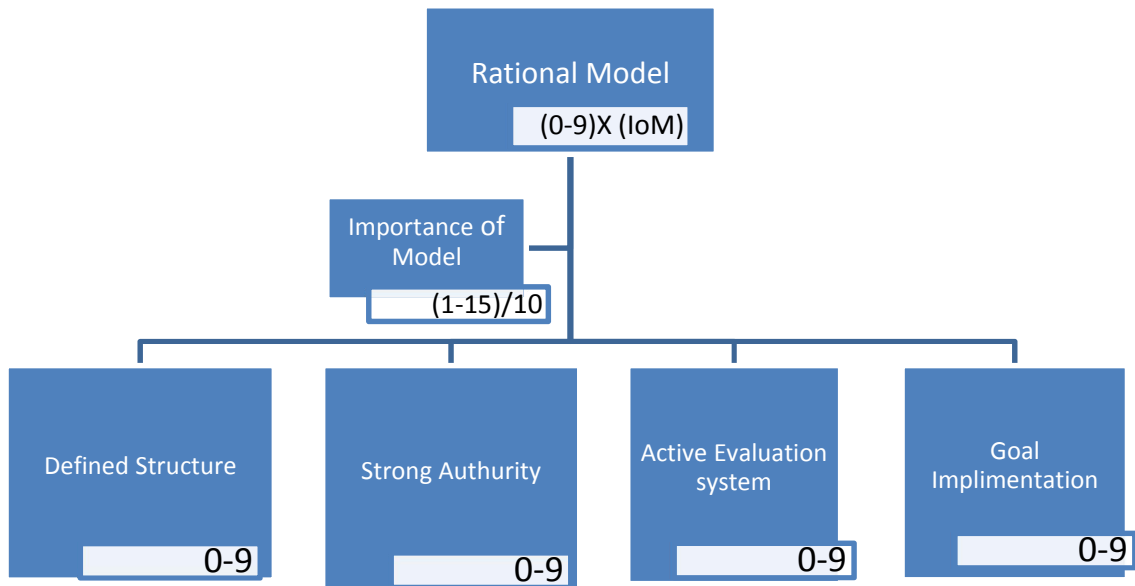 Rational Model
(0-9)X (IoM)
Importance of
Model
(1-15)/10
Defined Structure
0-9
Strong Authurity
0-9
Active Evaluation
system
0-9
Goal
Implimentation
0-9